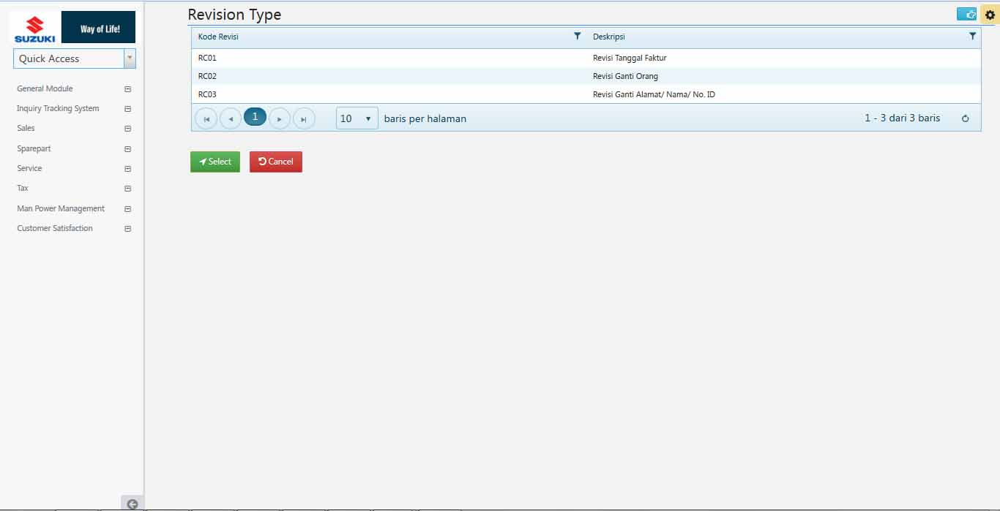 Revision Type
SUZUKI
Way of Life!
Quick Access
General Module
Inquiry Tracking System
Sales
Sparepart
Service
Tax
Man Power Management
Customer Satisfaction
Kode Revisi Deskripsi
RC01 Revisi Tanggal Faktur
RC02 Revisi Ganti Orang
RC03 Revisi Ganti Alamat/ Nama/ No. ID
1 10 baris per halaman 1 - 3 dari 3 baris
Select Cancel